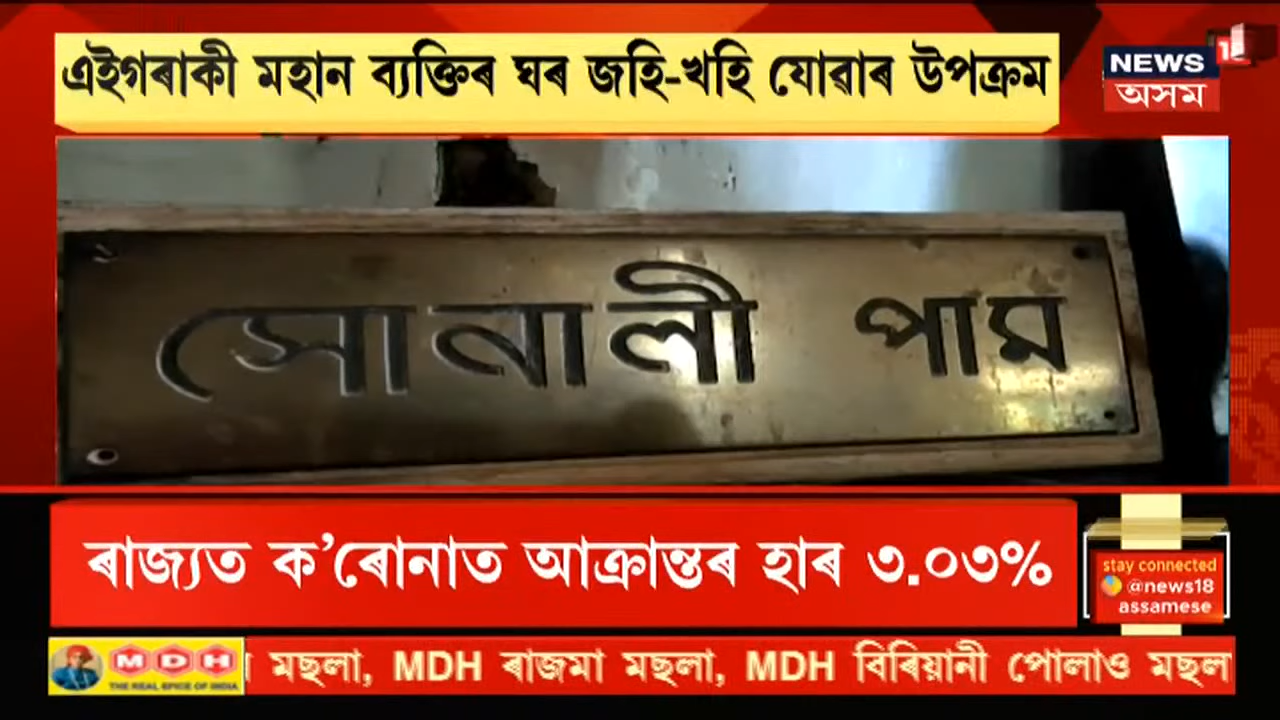 এইগৰাকী মহান ব্যক্তিৰ ঘৰ জহি-খহি যোৱাৰ উপক্ৰম
NEWS 18
অসম
সোনালী পাম
ৰাজ্যত ক'ৰোনাত আক্ৰান্তৰ হাৰ ৩.০৩%
stay connected
@news18
assamese
MDH
THE REAL SPICE OF INDIA
মছলা, MDH ৰাজমা মছলা, MDH বিৰিয়ানী পোলাও মছল